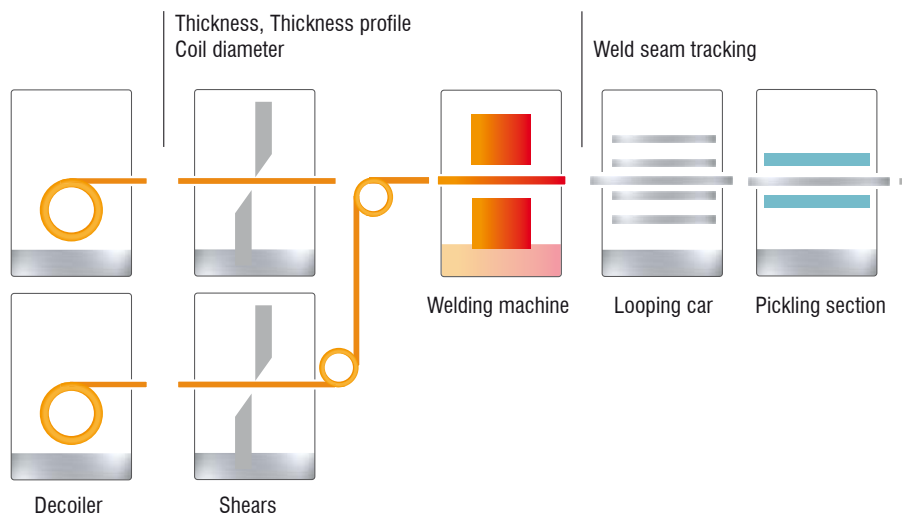 Thickness, Thickness profile
Coil diameter
Weld seam tracking
Welding machine
Looping car
Pickling section
Decoiler
Shears